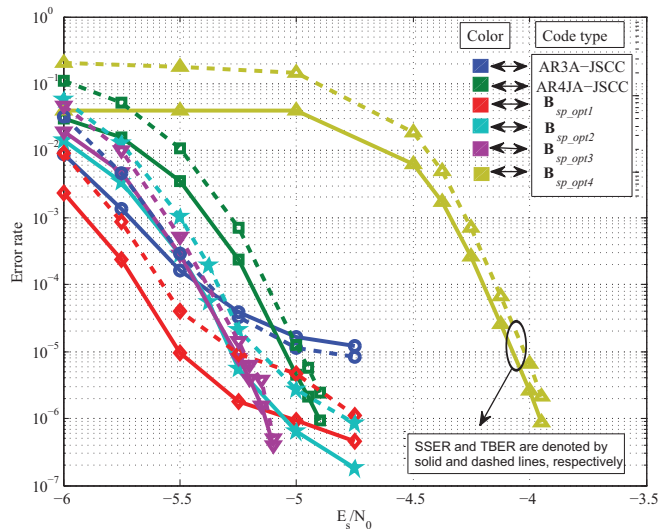 Color
Code type
AR3A−JSCC
AR4JA−JSCC
B sp_opt1
B sp_opt2
B sp_opt3
B sp_opt4
Error rate
10^0
10^-1
10^-2
10^-3
10^-4
10^-5
10^-6
10^-7
SSER and TBER are denoted by
solid and dashed lines, respectively
-6 -5.5 -5 -4.5 -4 -3.5
E_s/N_0